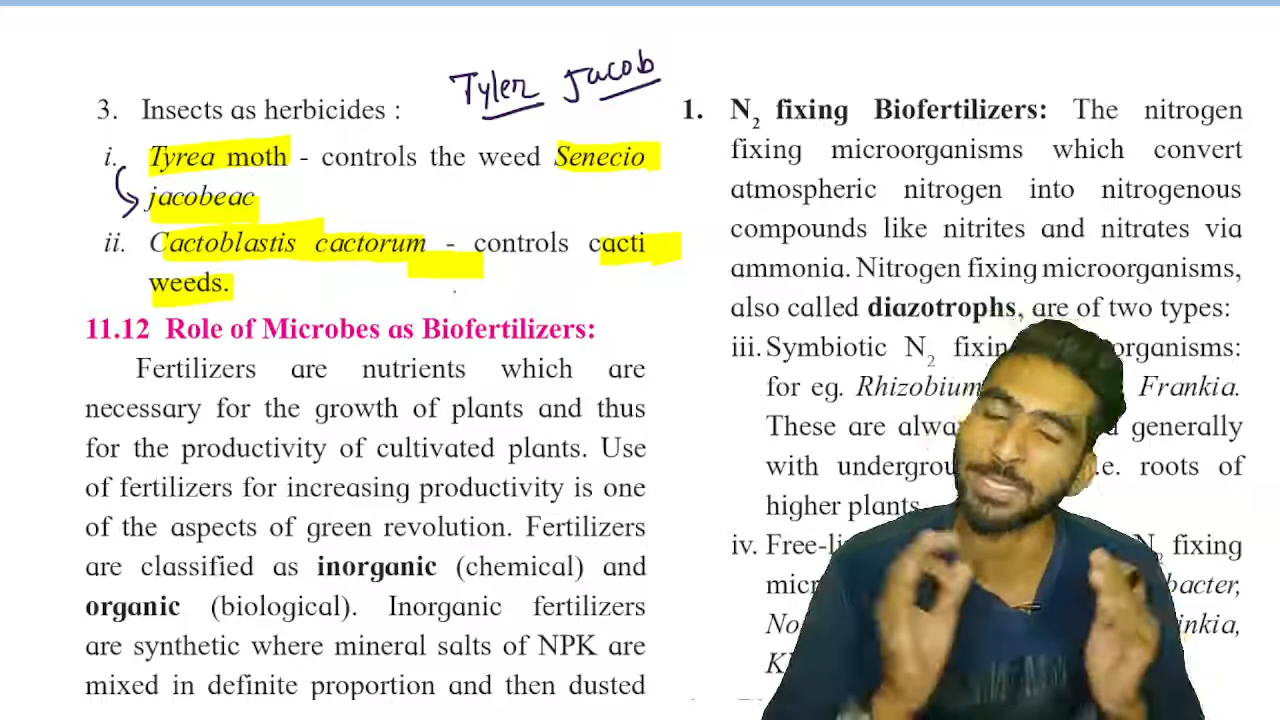 Tyler Jacob
3. Insects as herbicides :
i. Tyrea moth - controls the weed Senecio
jacobeac
ii. Cactoblastis cactorum - controls cacti
weeds.
11.12 Role of Microbes as Biofertilizers:
Fertilizers are nutrients which are
necessary for the growth of plants and thus
for the productivity of cultivated plants. Use
of fertilizers for increasing productivity is one
of the aspects of green revolution. Fertilizers
are classified as inorganic (chemical) and
organic (biological). Inorganic fertilizers
are synthetic where mineral salts of NPK are
mixed in definite proportion and then dusted
1. N2 fixing Biofertilizers: The nitrogen
fixing microorganisms which convert
atmospheric nitrogen into nitrogenous
compounds like nitrites and nitrates via
ammonia. Nitrogen fixing microorganisms,
also called diazotrophs, are of two types:
iii. Symbiotic N2 organisms:
for eg. Rhizobium Frankia.
These are generally
with roots of
higher plants.
iv. N2 fixing